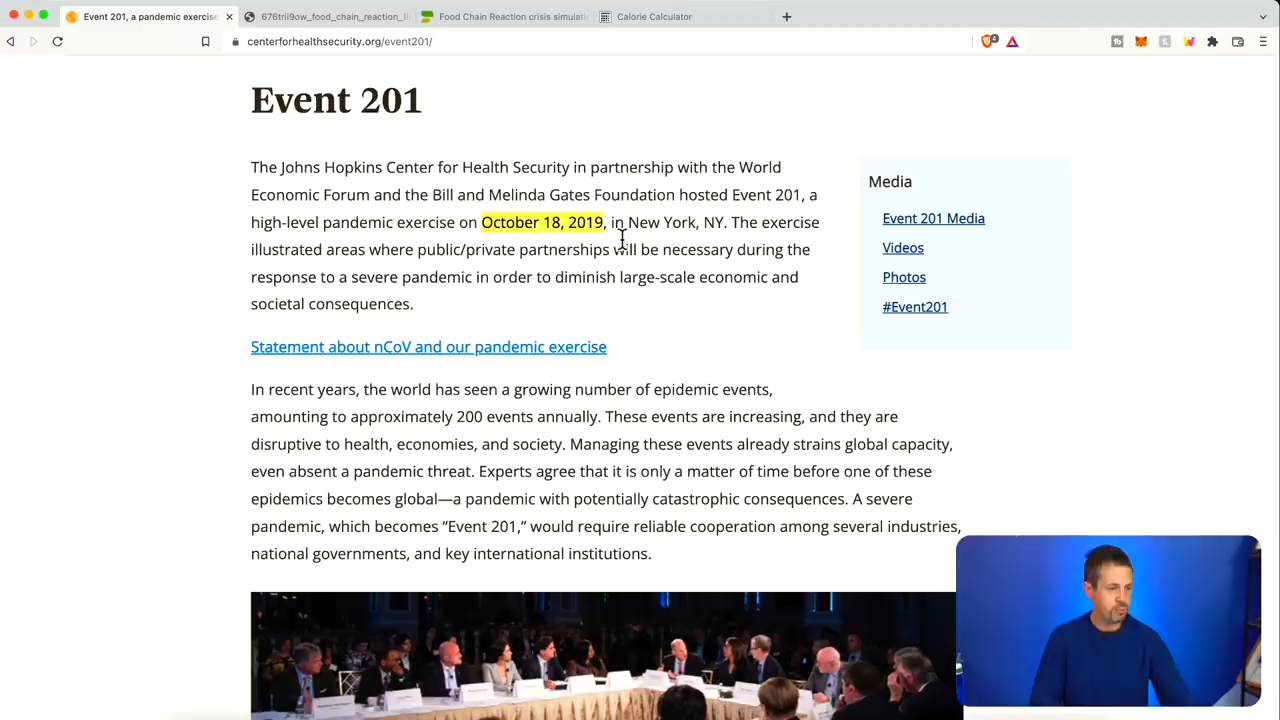 Event 201, a pandemic exercise
676trii9ow_food_chain_reaction_
Food Chain Reaction crisis simulati
Calorie Calculator
centerforhealthsecurity.org/event201/
Event 201
The Johns Hopkins Center for Health Security in partnership with the World
Economic Forum and the Bill and Melinda Gates Foundation hosted Event 201, a
high-level pandemic exercise on October 18, 2019, in New York, NY. The exercise
illustrated areas where public/private partnerships will be necessary during the
response to a severe pandemic in order to diminish large-scale economic and
societal consequences.
Media
Event 201 Media
Videos
Photos
#Event201
Statement about nCoV and our pandemic exercise
In recent years, the world has seen a growing number of epidemic events,
amounting to approximately 200 events annually. These events are increasing, and they are
disruptive to health, economies, and society. Managing these events already strains global capacity,
even absent a pandemic threat. Experts agree that it is only a matter of time before one of these
epidemics becomes global—a pandemic with potentially catastrophic consequences. A severe
pandemic, which becomes “Event 201,” would require reliable cooperation among several industries,
national governments, and key international institutions.